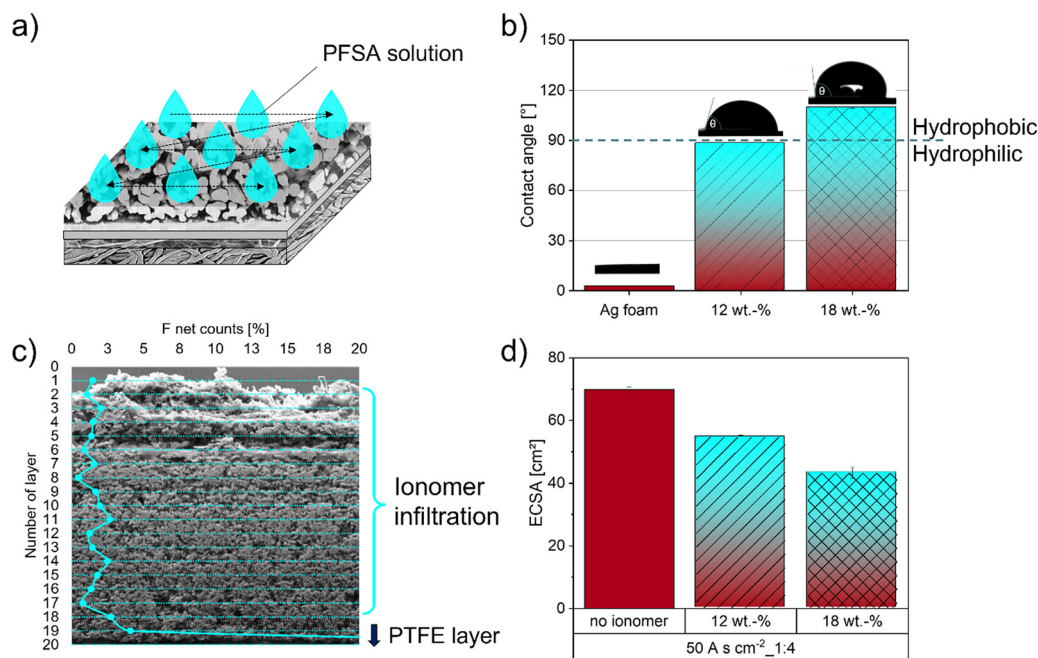 a)
PFSA solution
b)
Contact angle [°]
150
120
90
60
30
0
θ
θ
Hydrophobic
Hydrophilic
Ag foam
12 wt.-%
18 wt.-%
c)
F net counts [%]
0 3 5 8 10 13 15 18 20
Number of layer
0
1
2
3
4
5
6
7
8
9
10
11
12
13
14
15
16
17
18
19
20
Ionomer
infiltration
PTFE layer
d)
ECSA [cm²]
80
60
40
20
0
no ionomer
12 wt.-%
18 wt.-%
50 A s cm⁻²_1:4